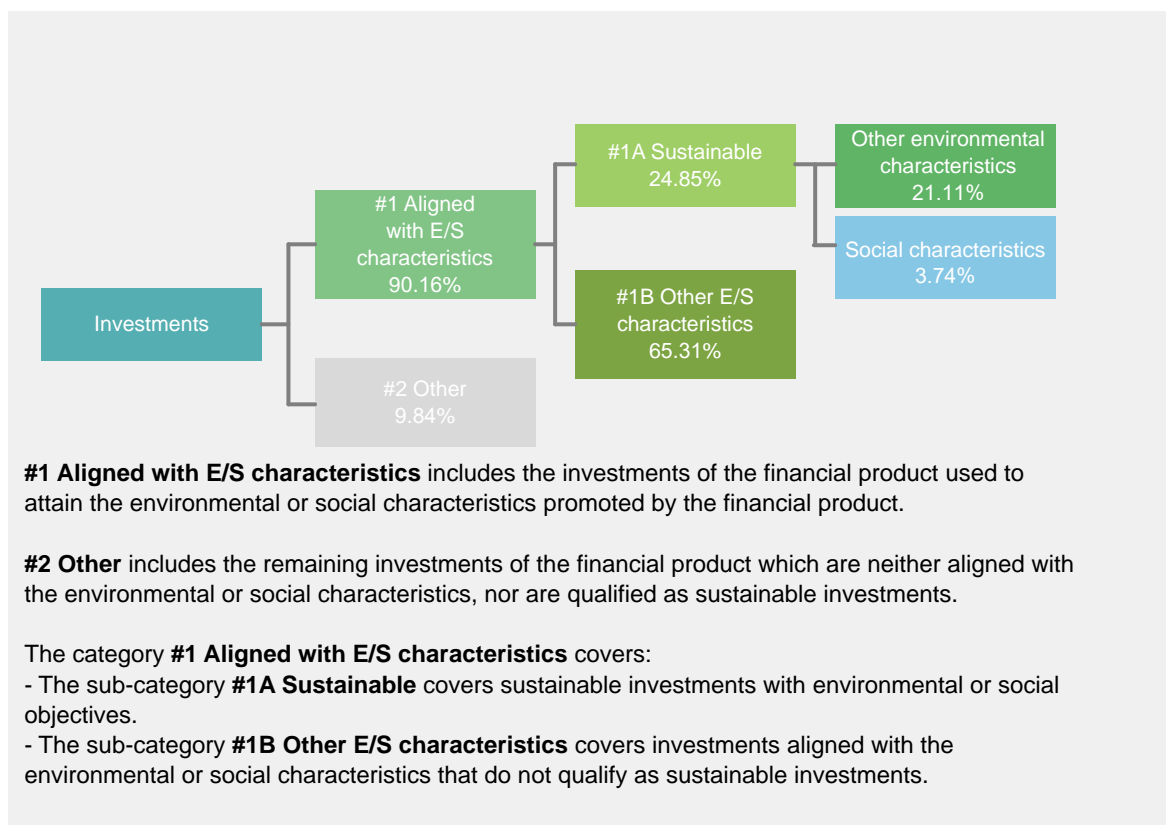 #1A Sustainable
24.85%
Other environmental
characteristics
21.11%
#1 Aligned
with E/S
characteristics
90.16%
Social characteristics
3.74%
Investments
#1B Other E/S
characteristics
65.31%
#2 Other
9.84%
#1 Aligned with E/S characteristics includes the investments of the financial product used to
attain the environmental or social characteristics promoted by the financial product.
#2 Other includes the remaining investments of the financial product which are neither aligned with
the environmental or social characteristics, nor are qualified as sustainable investments.
The category #1 Aligned with E/S characteristics covers:
- The sub-category #1A Sustainable covers sustainable investments with environmental or social
objectives.
- The sub-category #1B Other E/S characteristics covers investments aligned with the
environmental or social characteristics that do not qualify as sustainable investments.